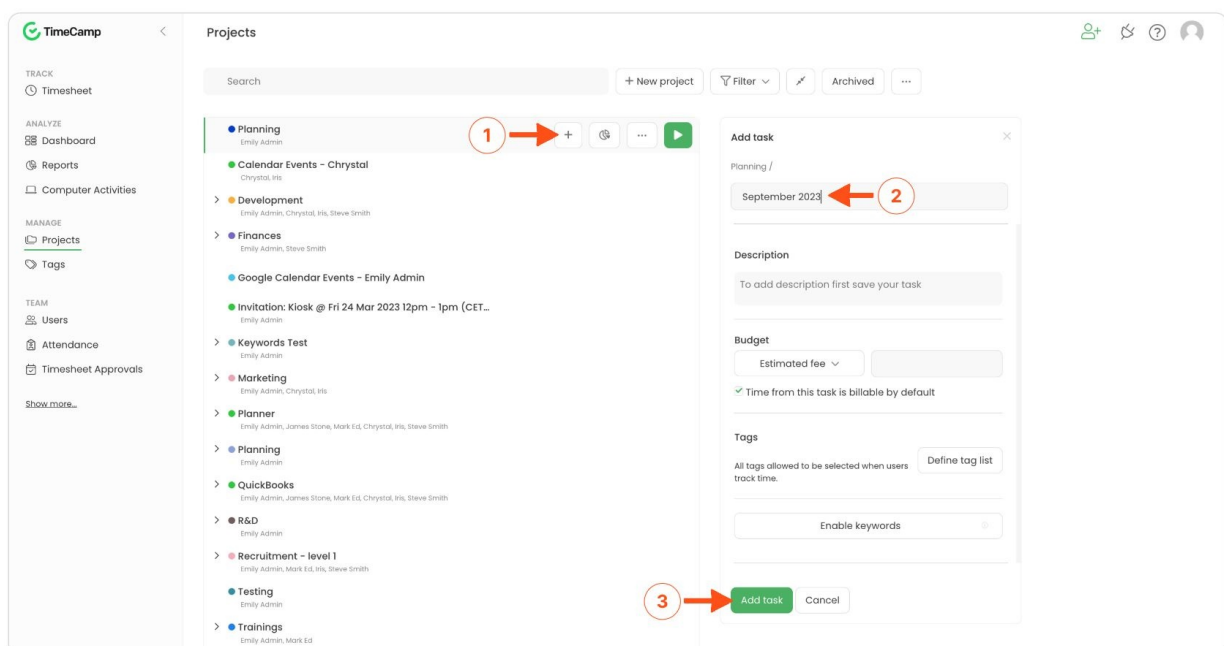 TimeCamp
Projects
TRACK
Timesheet
ANALYZE
Dashboard
Reports
Computer Activities
MANAGE
Projects
Tags
TEAM
Users
Attendance
Timesheet Approvals
Show more...
Search
+ New project
Filter
Archived
...
Planning
Emily Admin
1
+
...
Calendar Events - Chrystal
Chrystal, Iris
Development
Emily Admin, Chrystal, Iris, Steve Smith
Finances
Emily Admin, Steve Smith
Google Calendar Events - Emily Admin
Invitation: Kiosk @ Fri 24 Mar 2023 12pm - 1pm (CET...
Emily Admin
Keywords Test
Emily Admin
Marketing
Emily Admin, Chrystal, Iris
Planner
Emily Admin, James Stone, Mark Ed, Chrystal, Iris, Steve Smith
Planning
Emily Admin
QuickBooks
Emily Admin, James Stone, Mark Ed, Chrystal, Iris, Steve Smith
R&D
Emily Admin
Recruitment - level 1
Emily Admin, Mark Ed, Iris, Steve Smith
Testing
Emily Admin
Trainings
Emily Admin, Mark Ed
Add task
Planning /
September 2023
2
Description
To add description first save your task
Budget
Estimated fee
Time from this task is billable by default
Tags
All tags allowed to be selected when users
track time.
Define tag list
Enable keywords
3
Add task
Cancel